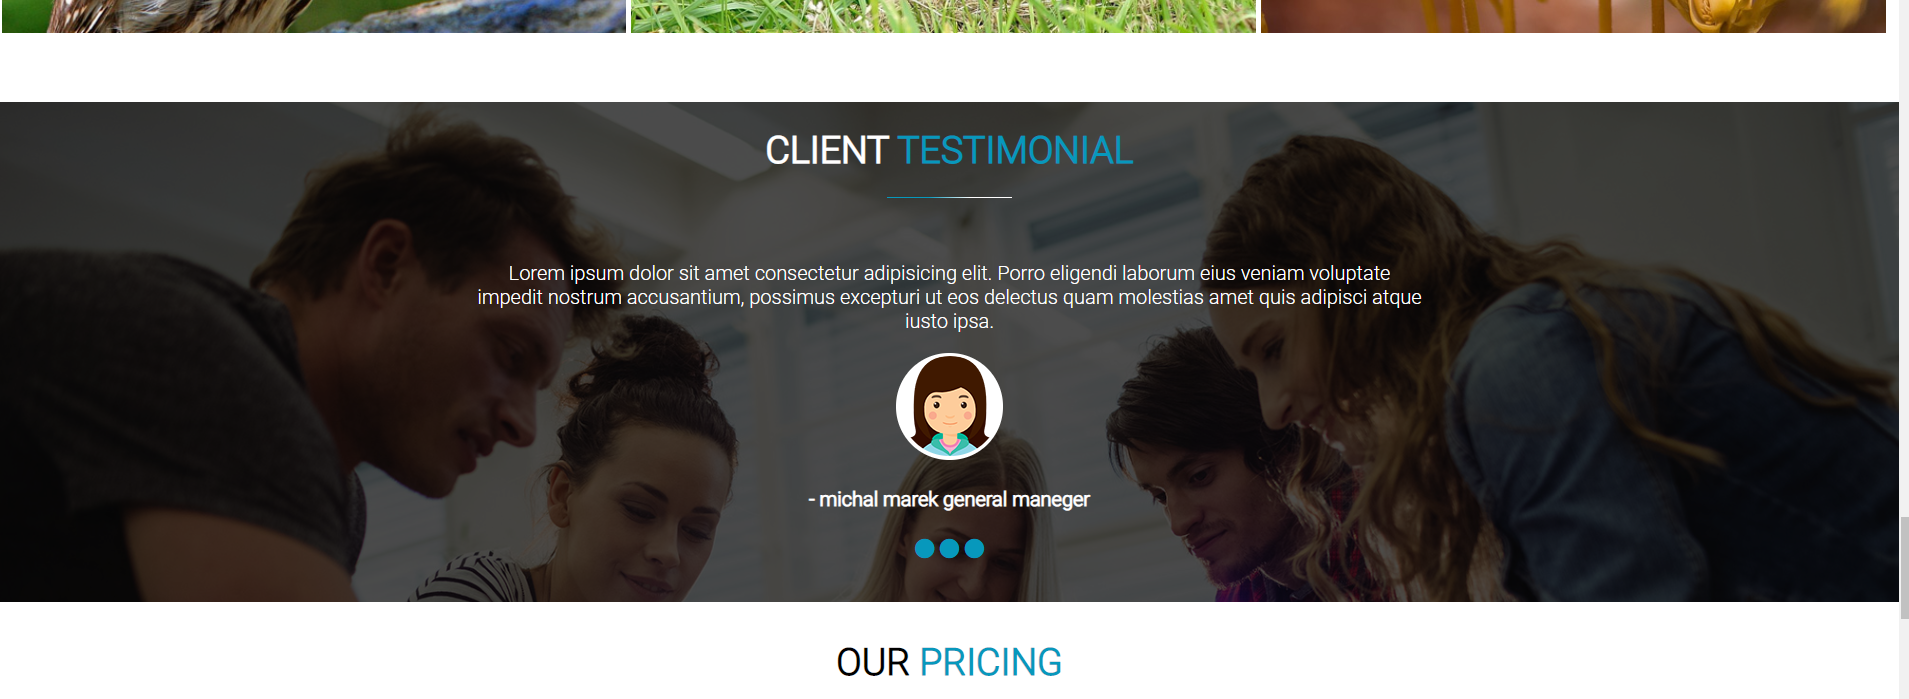 CLIENT TESTIMONIAL
Lorem ipsum dolor sit amet consectetur adipisicing elit. Porro eligendi laborum eius veniam voluptate
impedit nostrum accusantium, possimus excepturi ut eos delectus quam molestias amet quis adipisci atque
iusto ipsa.
- michal marek general maneger
OUR PRICING